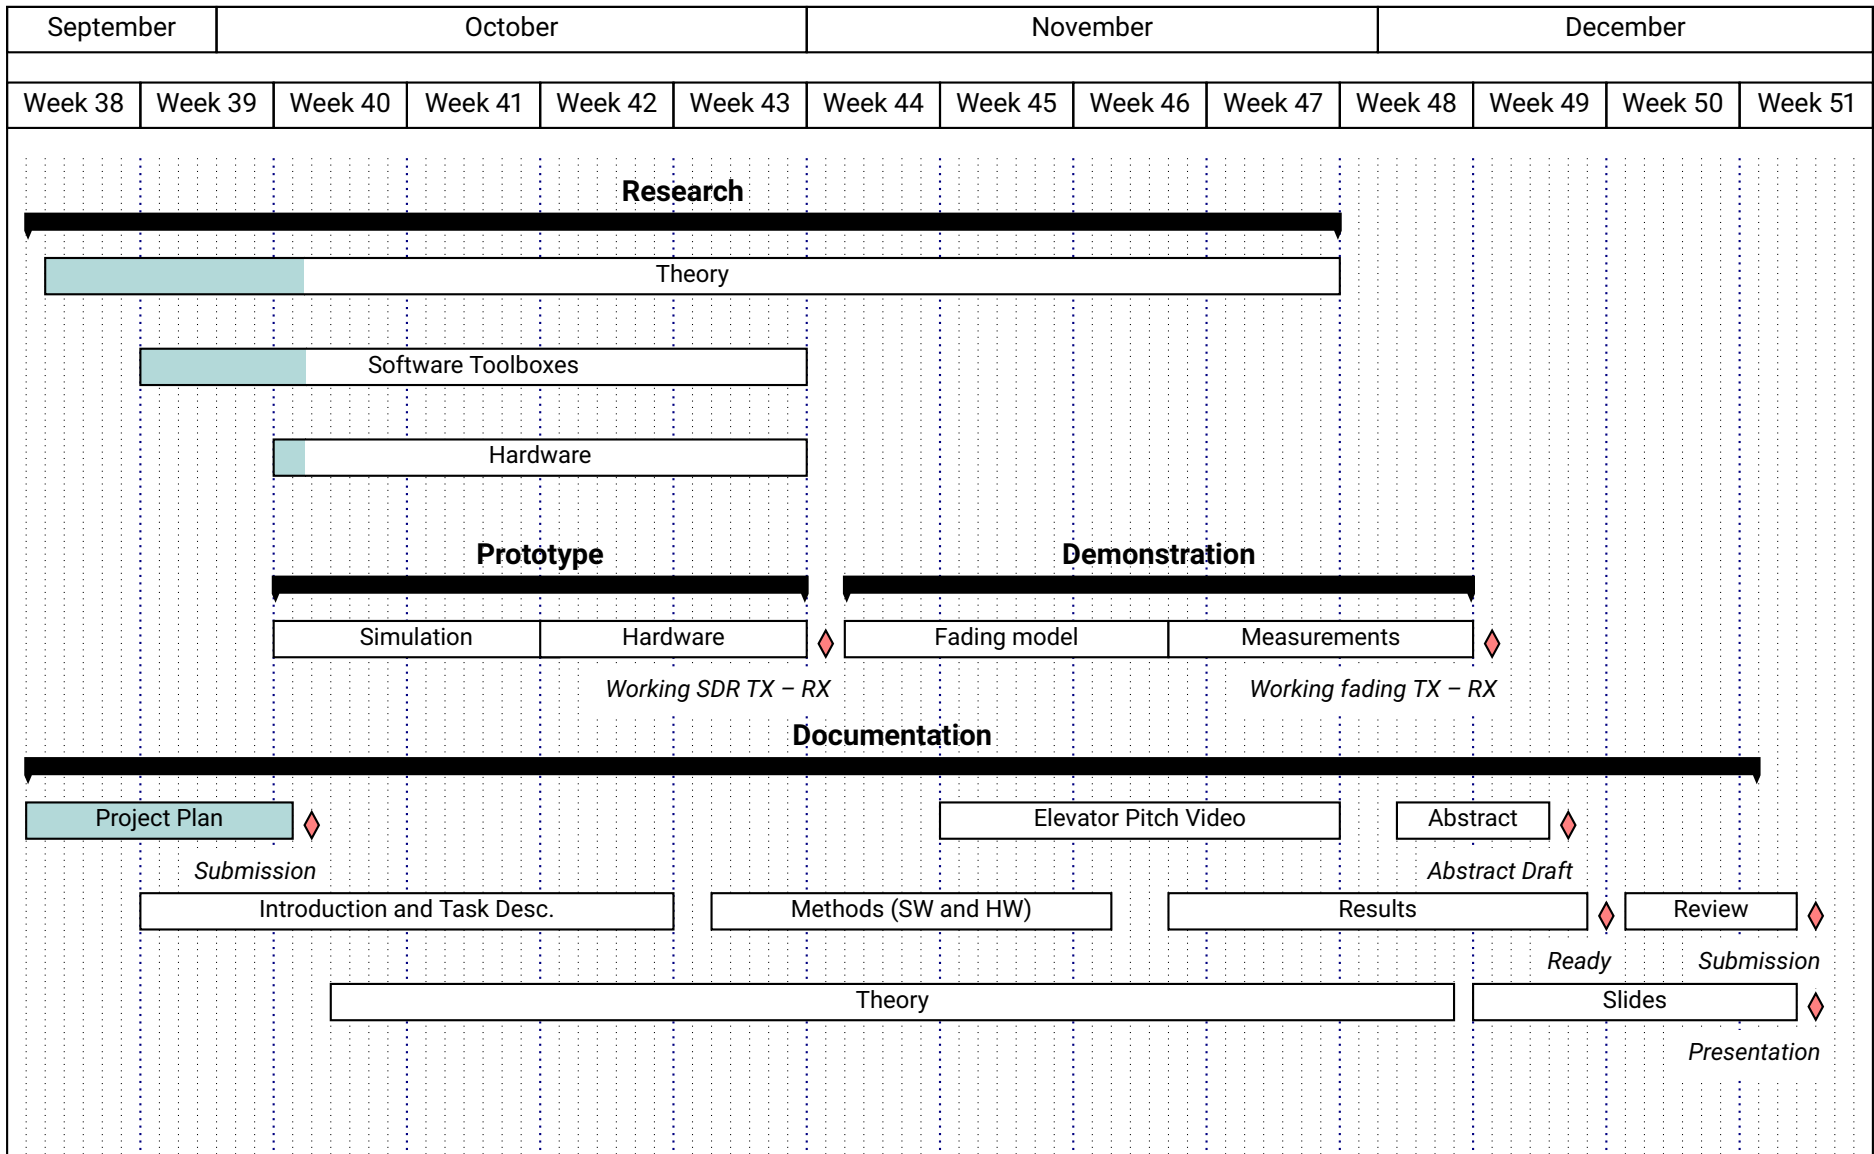 September October November December
Week 38 Week 39 Week 40 Week 41 Week 42 Week 43 Week 44 Week 45 Week 46 Week 47 Week 48 Week 49 Week 50 Week 51
Research
Theory
Software Toolboxes
Hardware
Prototype Demonstration
Simulation Hardware Fading model Measurements
Working SDR TX – RX Working fading TX – RX
Documentation
Project Plan Elevator Pitch Video Abstract
Submission Abstract Draft
Introduction and Task Desc. Methods (SW and HW) Results Review
Ready Submission
Theory Slides
Presentation